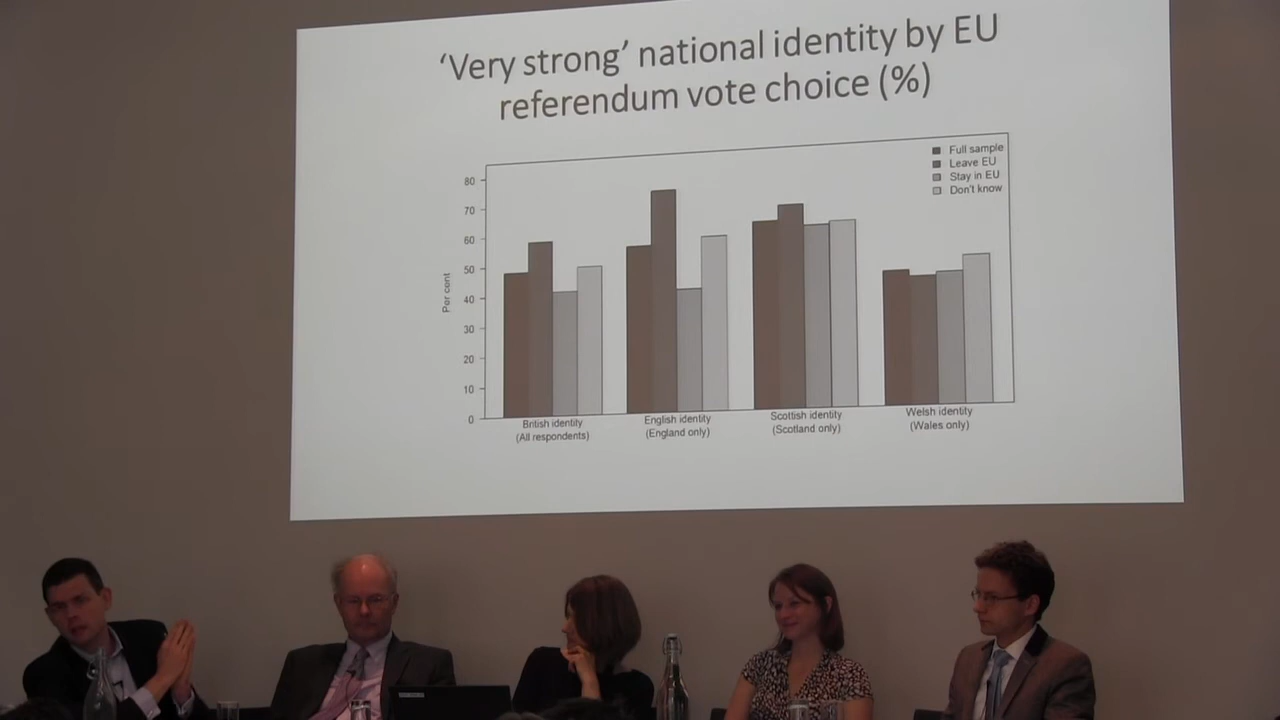 ‘Very strong’ national identity by EU
referendum vote choice (%)
Full sample
Leave EU
Stay in EU
Don't know
Per cent
80
70
60
50
40
30
20
10
0
British identity
(All respondents)
English identity
(England only)
Scottish identity
(Scotland only)
Welsh identity
(Wales only)